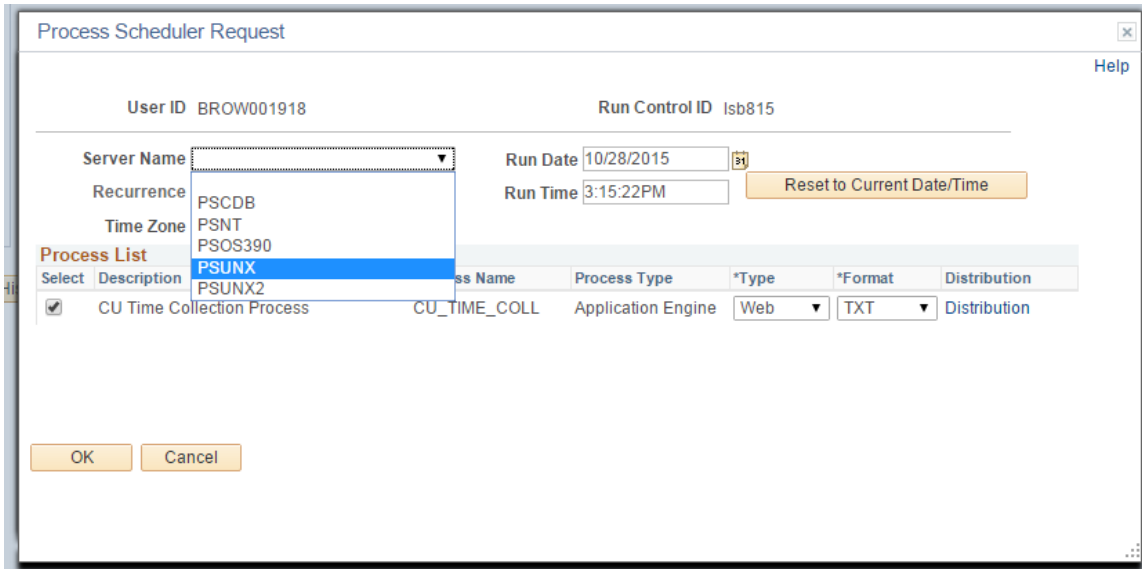 Process Scheduler Request
Help
User ID BROW001918 Run Control ID lsb815
Server Name Run Date 10/28/2015 31
Recurrence Run Time 3:15:22PM Reset to Current Date/Time
Time Zone
PSCDB
PSNT
PSOS390
PSUNX
PSUNX2
Process List
Select Description ss Name Process Type *Type *Format Distribution
CU Time Collection Process CU_TIME_COLL Application Engine Web TXT Distribution
OK Cancel